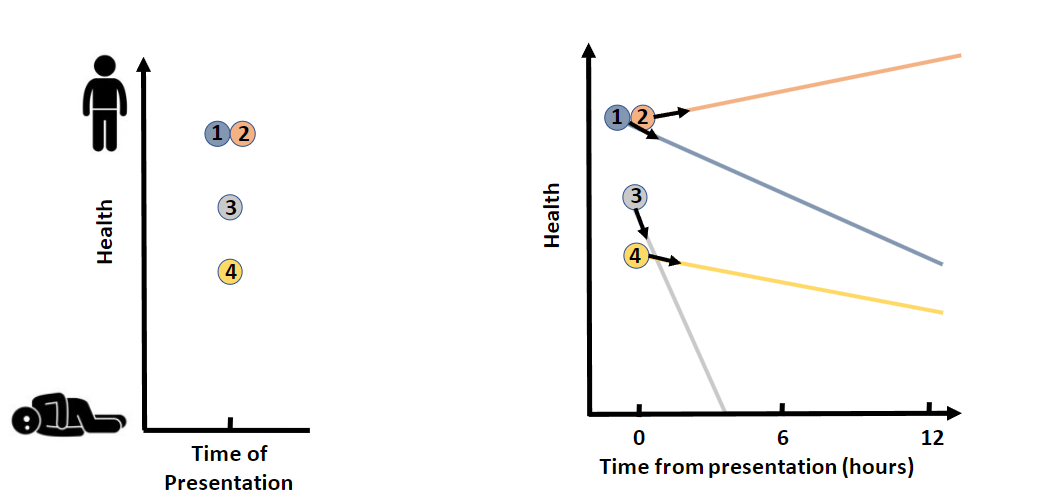 Health
1 2
3
4
Time of
Presentation
Health
1 2
3
4
0 6 12
Time from presentation (hours)